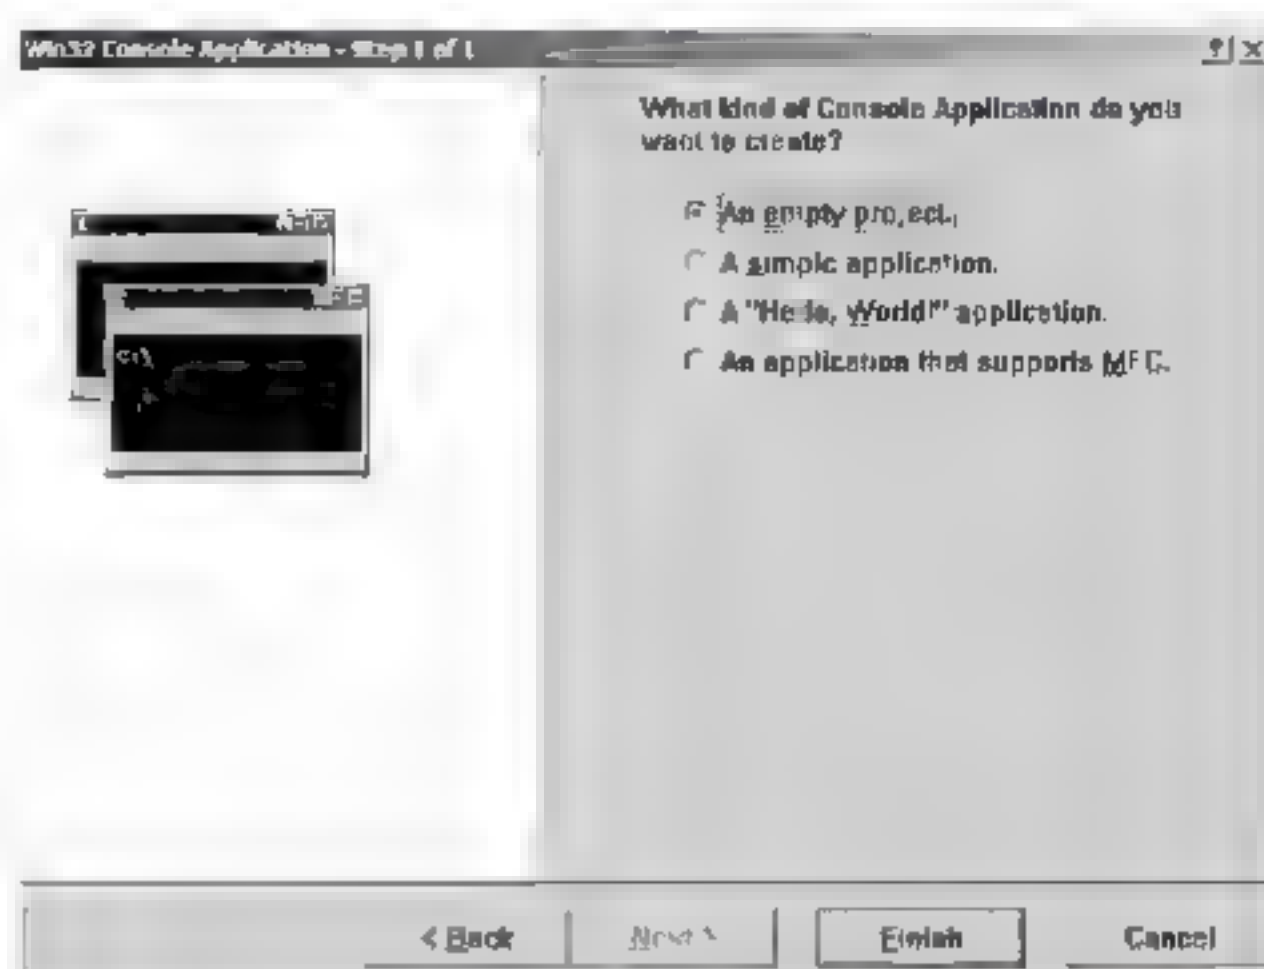 Win32 Console Application - Step 1 of 1
What kind of Console Application do you
want to create?
An empty project.
A simple application.
A "Hello, World!" application.
An application that supports MFC.
C:\
< Back
Next >
Finish
Cancel